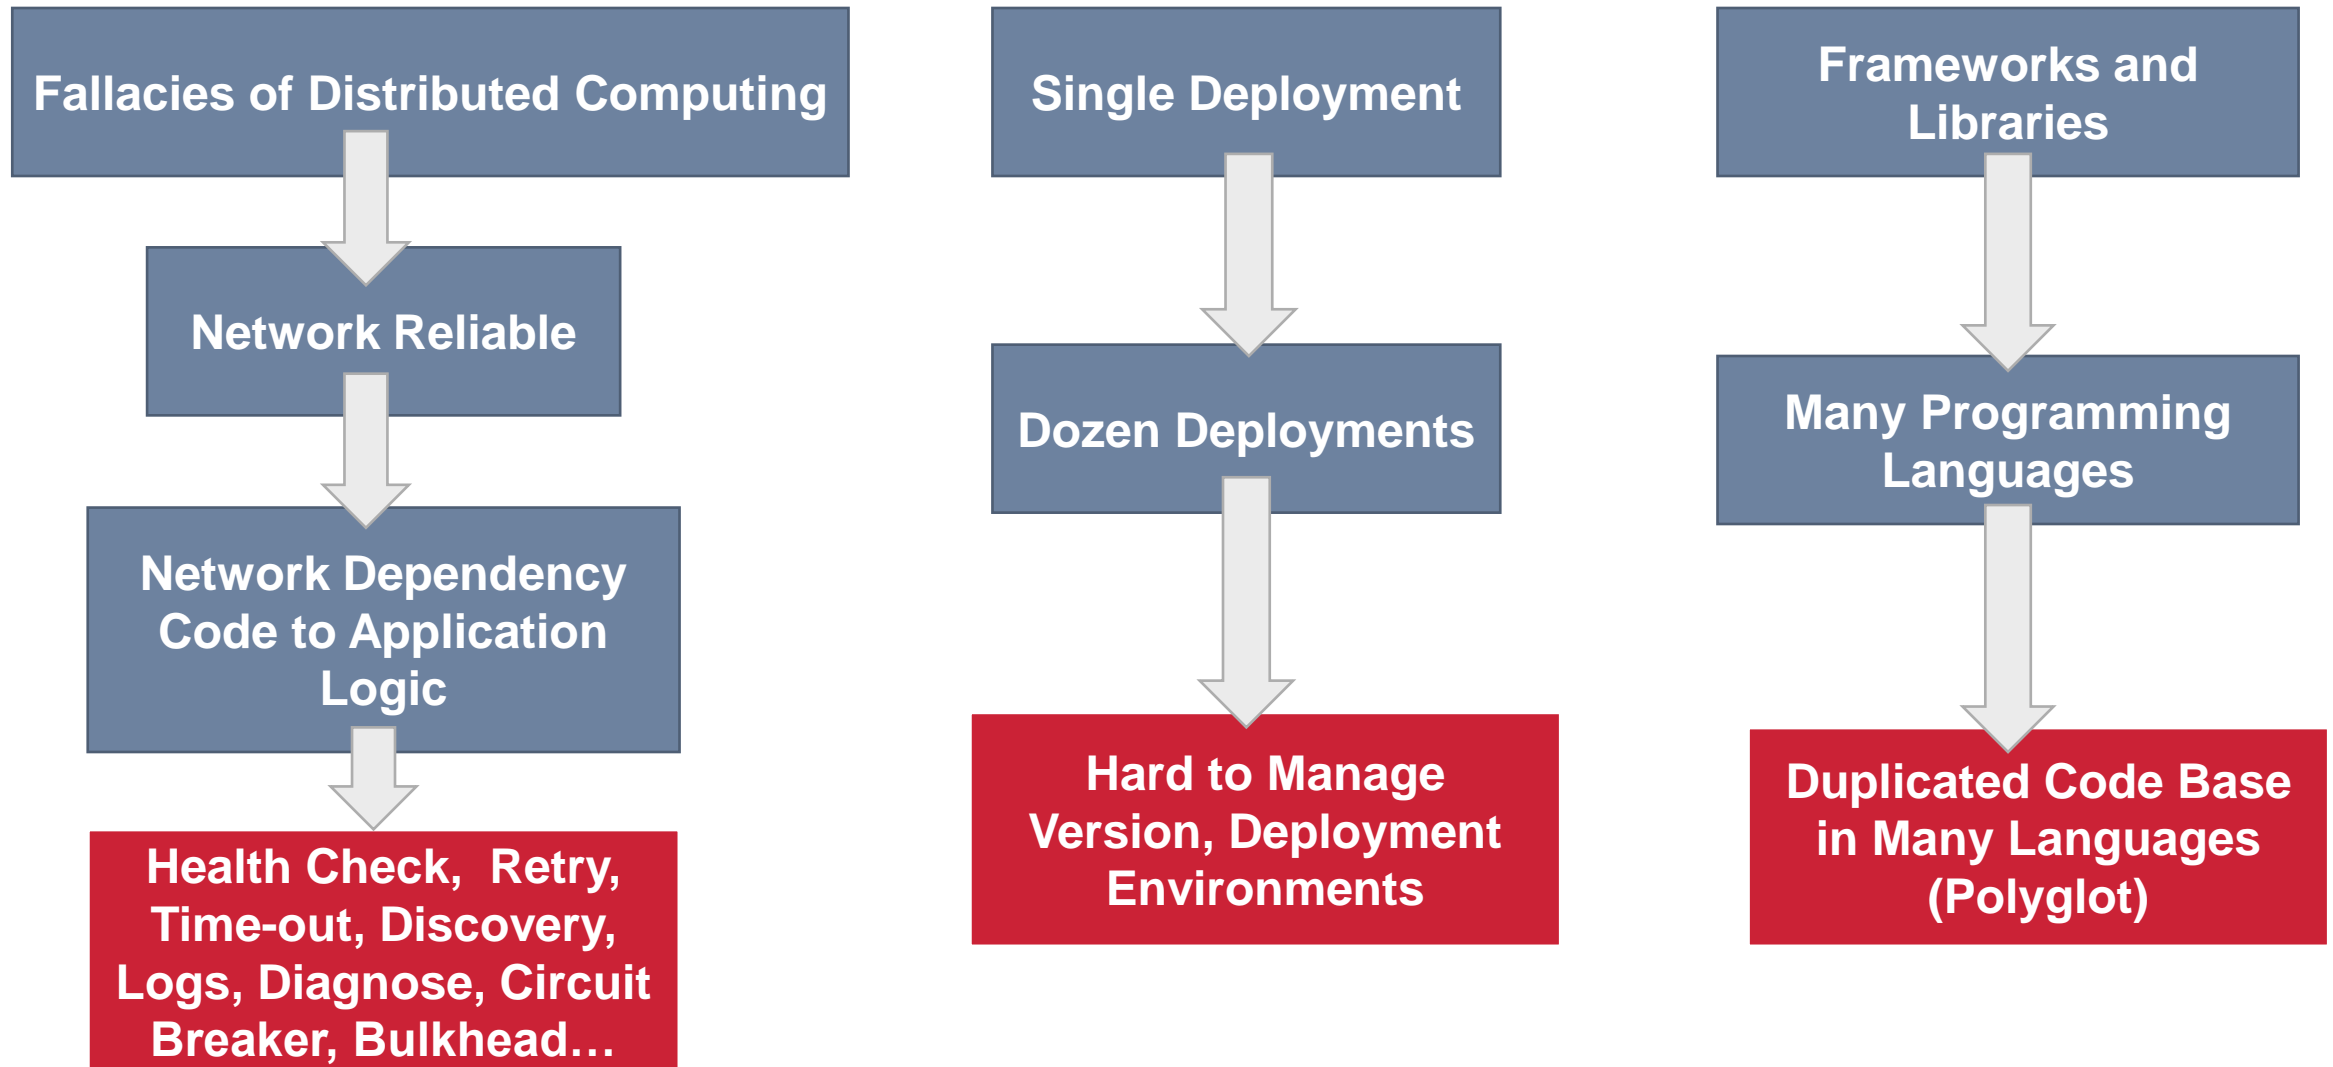 Fallacies of Distributed Computing
Network Reliable
Network Dependency
Code to Application
Logic
Health Check,  Retry,
Time-out, Discovery,
Logs, Diagnose, Circuit
Breaker, Bulkhead…
Single Deployment
Dozen Deployments
Hard to Manage
Version, Deployment
Environments
Frameworks and
Libraries
Many Programming
Languages
Duplicated Code Base
in Many Languages
(Polyglot)